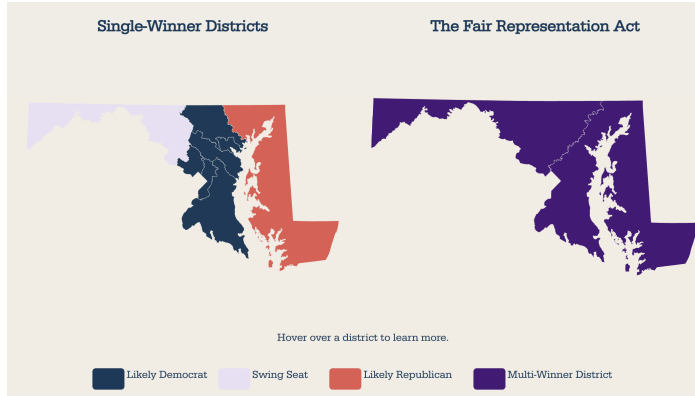 Single-Winner Districts
The Fair Representation Act
Hover over a district to learn more.
Likely Democrat
Swing Seat
Likely Republican
Multi-Winner District